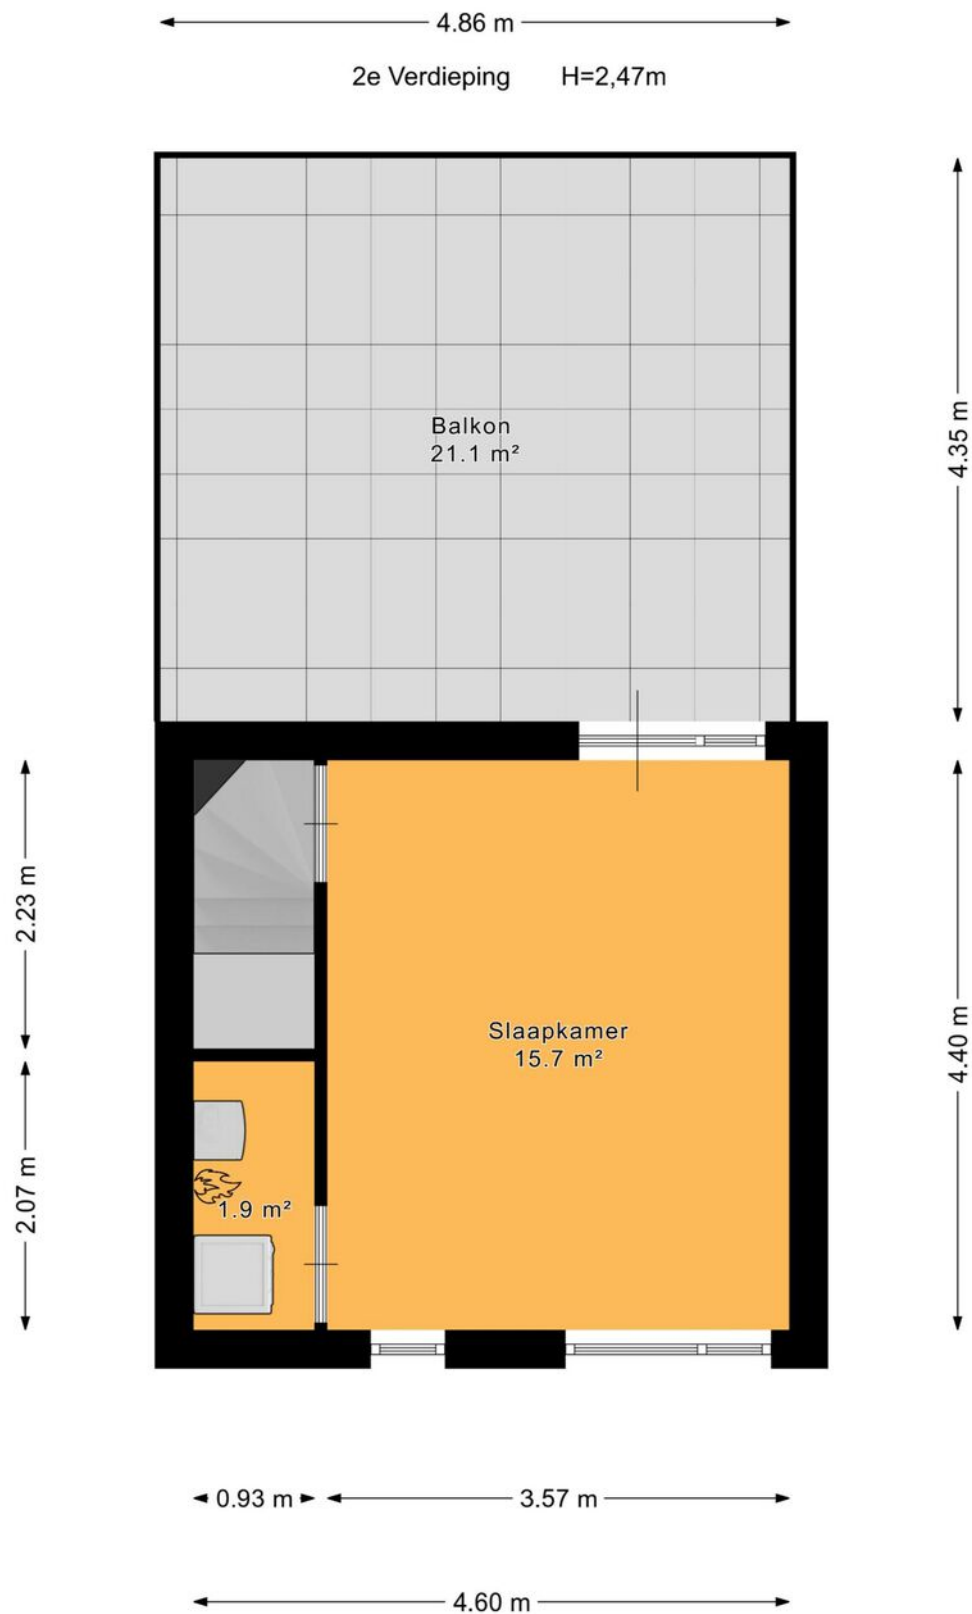 4.86 m
2e Verdieping H=2,47m
Balkon
21.1 m²
4.35 m
2.23 m
Slaapkamer
15.7 m²
4.40 m
2.07 m
1.9 m²
0.93 m
3.57 m
4.60 m